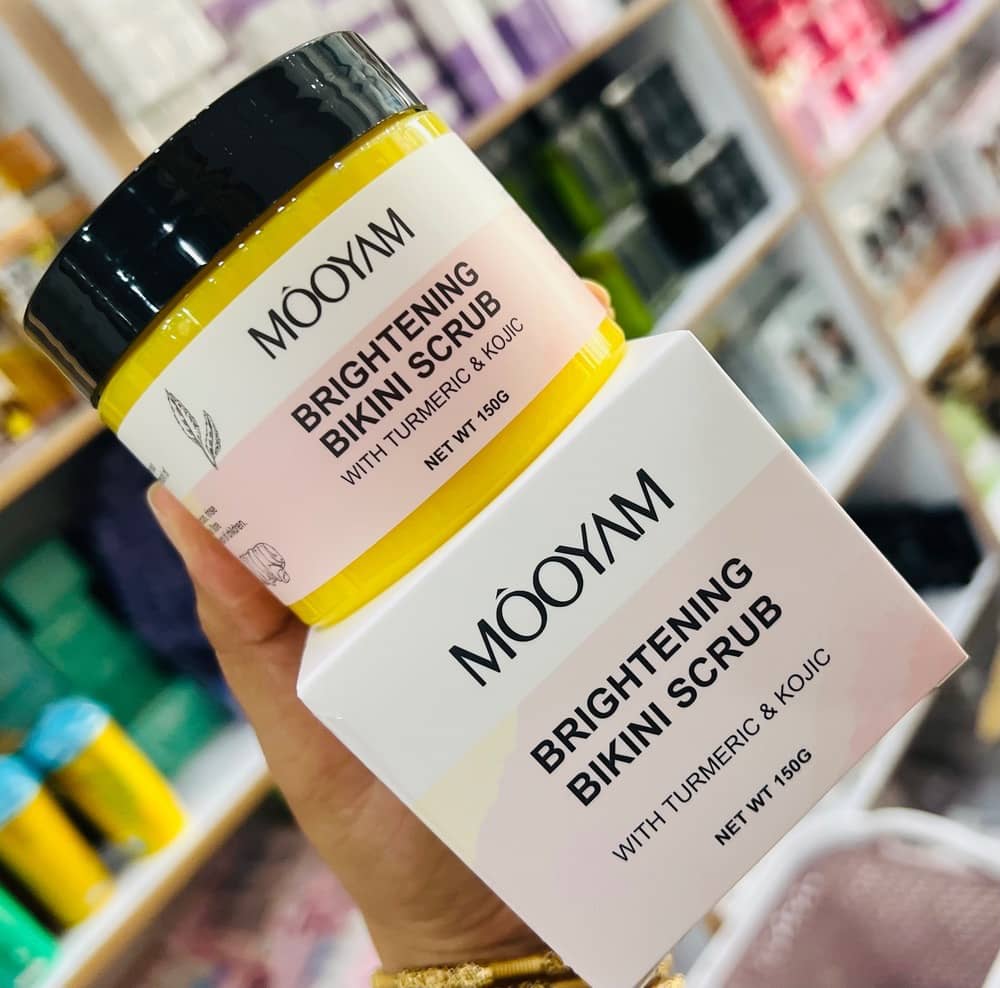 MÔOYAM
BRIGHTENING
BIKINI SCRUB
WITH TURMERIC & KOJIC
NET WT 150G
children.
MÔOYAM
BRIGHTENING
BIKINI SCRUB
WITH TURMERIC & KOJIC
NET WT 150G